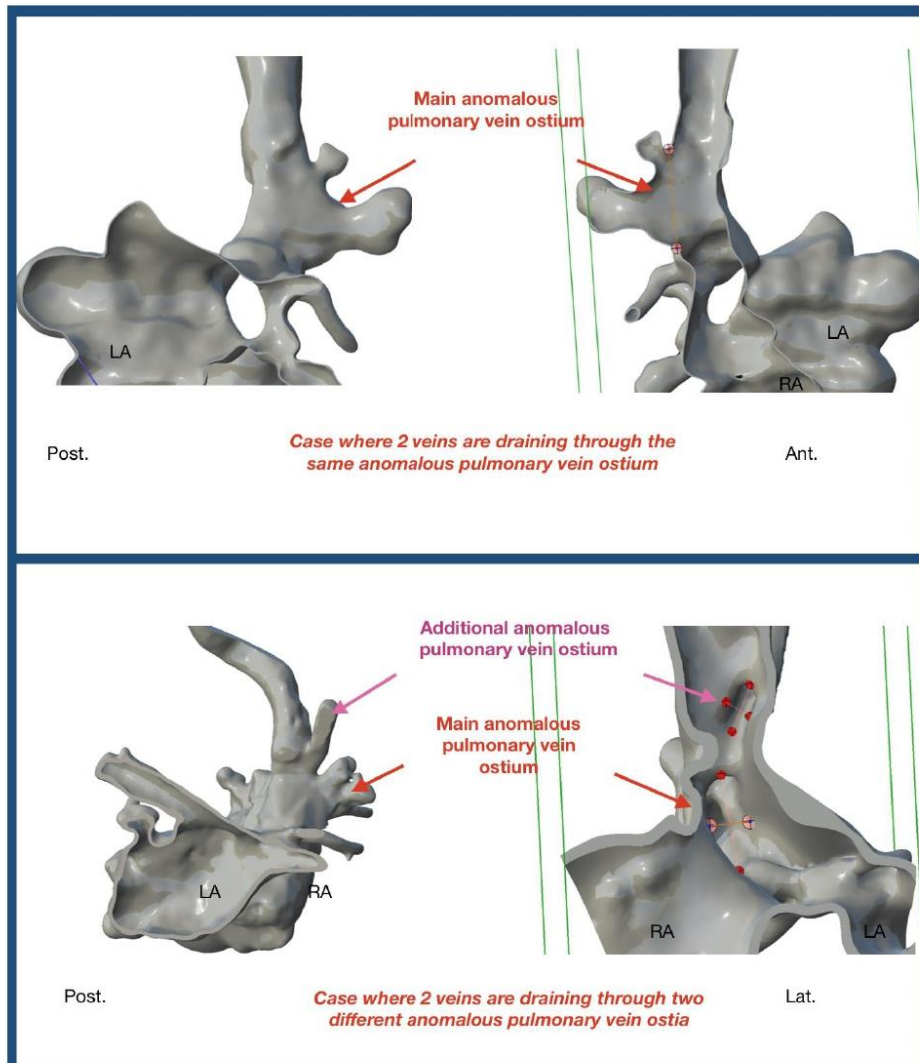 Main anomalous
pulmonary vein ostium
LA
LA
RA
Post.
Case where 2 veins are draining through the
same anomalous pulmonary vein ostium
Ant.
Additional anomalous
pulmonary vein ostium
Main anomalous
pulmonary vein
ostium
LA
RA
RA
LA
Post.
Case where 2 veins are draining through two
different anomalous pulmonary vein ostia
Lat.